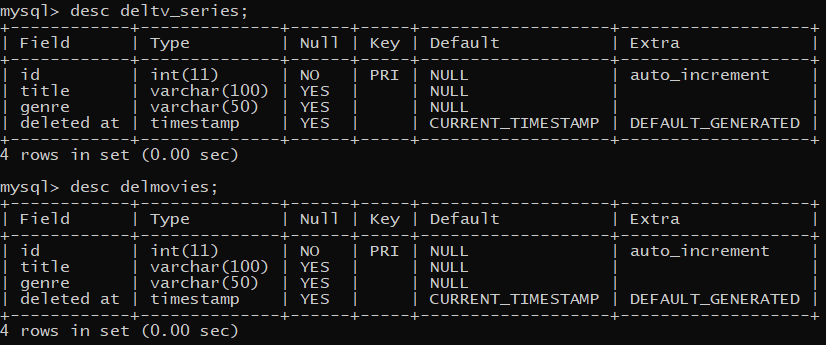 mysql> desc deltv_series;
+------------+--------------+------+-----+-------------------+-------------------+
| Field      | Type         | Null | Key | Default           | Extra             |
+------------+--------------+------+-----+-------------------+-------------------+
| id         | int(11)      | NO   | PRI | NULL              | auto_increment    |
| title      | varchar(100) | YES  |     | NULL              |                   |
| genre      | varchar(50)  | YES  |     | NULL              |                   |
| deleted at | timestamp    | YES  |     | CURRENT_TIMESTAMP | DEFAULT_GENERATED |
+------------+--------------+------+-----+-------------------+-------------------+
4 rows in set (0.00 sec)
mysql> desc delmovies;
+------------+--------------+------+-----+-------------------+-------------------+
| Field      | Type         | Null | Key | Default           | Extra             |
+------------+--------------+------+-----+-------------------+-------------------+
| id         | int(11)      | NO   | PRI | NULL              | auto_increment    |
| title      | varchar(100) | YES  |     | NULL              |                   |
| genre      | varchar(50)  | YES  |     | NULL              |                   |
| deleted at | timestamp    | YES  |     | CURRENT_TIMESTAMP | DEFAULT_GENERATED |
+------------+--------------+------+-----+-------------------+-------------------+
4 rows in set (0.00 sec)